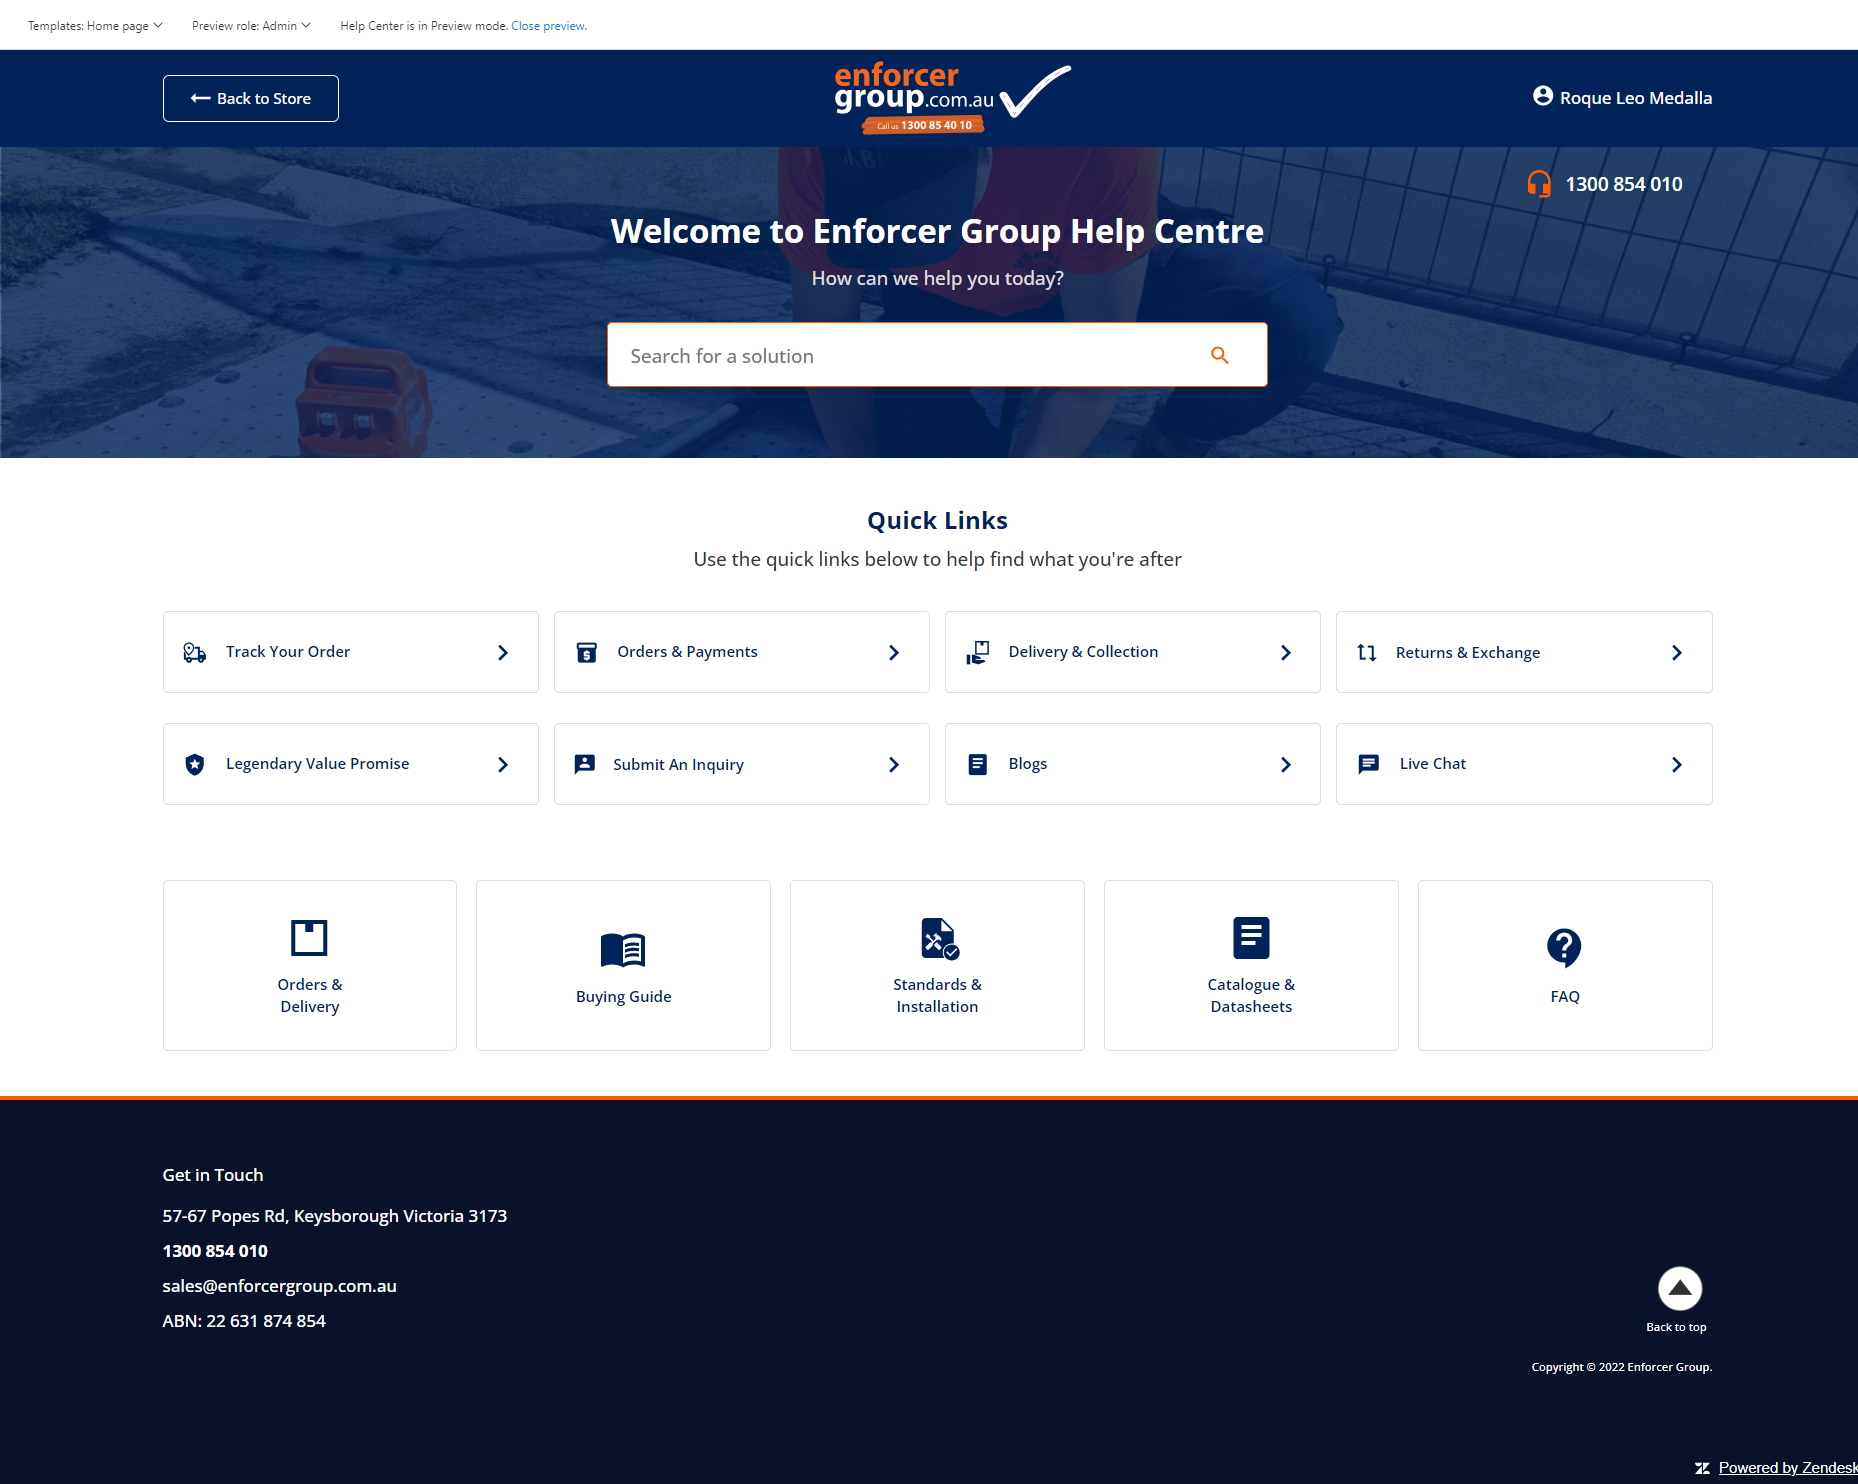 Templates: Home page
Preview role: Admin
Help Center is in Preview mode. Close preview.
Back to Store
enforcer
group.com.au
Call us 1300 85 40 10
Roque Leo Medalla
1300 854 010
Welcome to Enforcer Group Help Centre
How can we help you today?
Search for a solution
Quick Links
Use the quick links below to help find what you're after
Track Your Order
Orders & Payments
Delivery & Collection
Returns & Exchange
Legendary Value Promise
Submit An Inquiry
Blogs
Live Chat
Orders &
Delivery
Buying Guide
Standards &
Installation
Catalogue &
Datasheets
FAQ
Get in Touch
57-67 Popes Rd, Keysborough Victoria 3173
1300 854 010
sales@enforcergroup.com.au
ABN: 22 631 874 854
Back to top
Copyright © 2022 Enforcer Group.
Powered by Zendesk